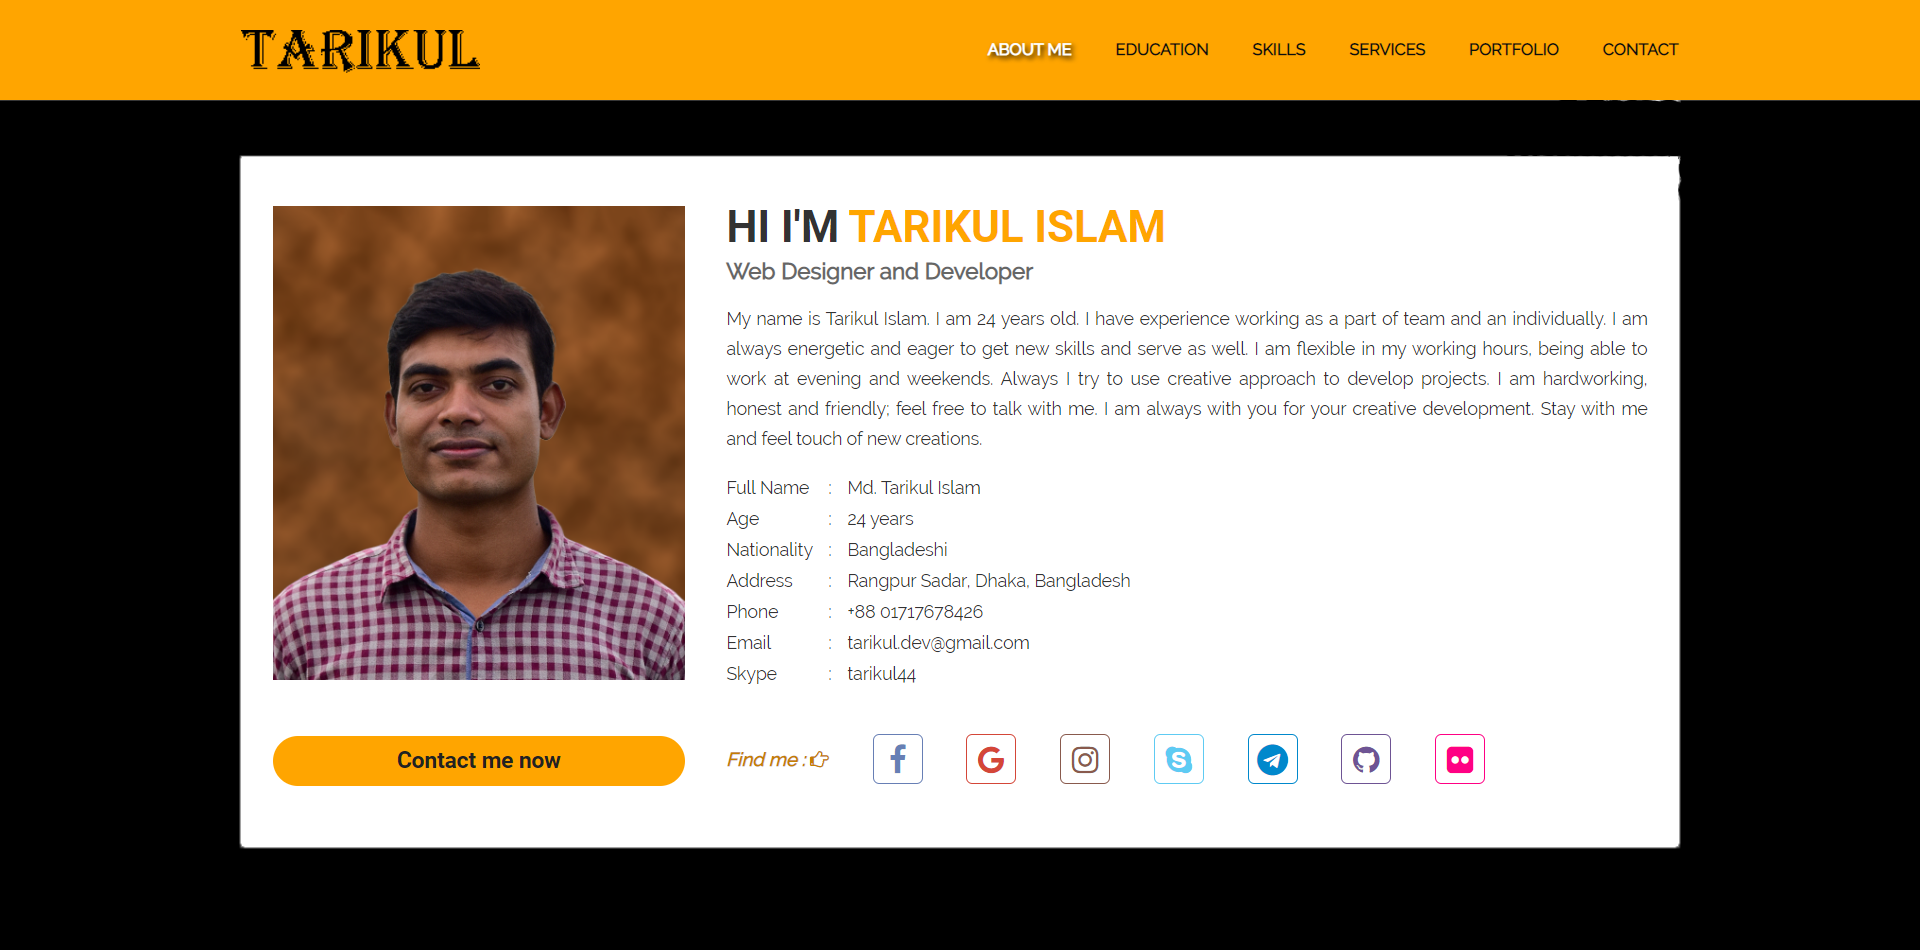 TARIKUL
ABOUT ME EDUCATION SKILLS SERVICES PORTFOLIO CONTACT
HI I'M TARIKUL ISLAM
Web Designer and Developer
My name is Tarikul Islam. I am 24 years old. I have experience working as a part of team and an individually. I am
always energetic and eager to get new skills and serve as well. I am flexible in my working hours, being able to
work at evening and weekends. Always I try to use creative approach to develop projects. I am hardworking,
honest and friendly; feel free to talk with me. I am always with you for your creative development. Stay with me
and feel touch of new creations.
Full Name : Md. Tarikul Islam
Age : 24 years
Nationality : Bangladeshi
Address : Rangpur Sadar, Dhaka, Bangladesh
Phone : +88 01717678426
Email : tarikul.dev@gmail.com
Skype : tarikul44
Contact me now
Find me :